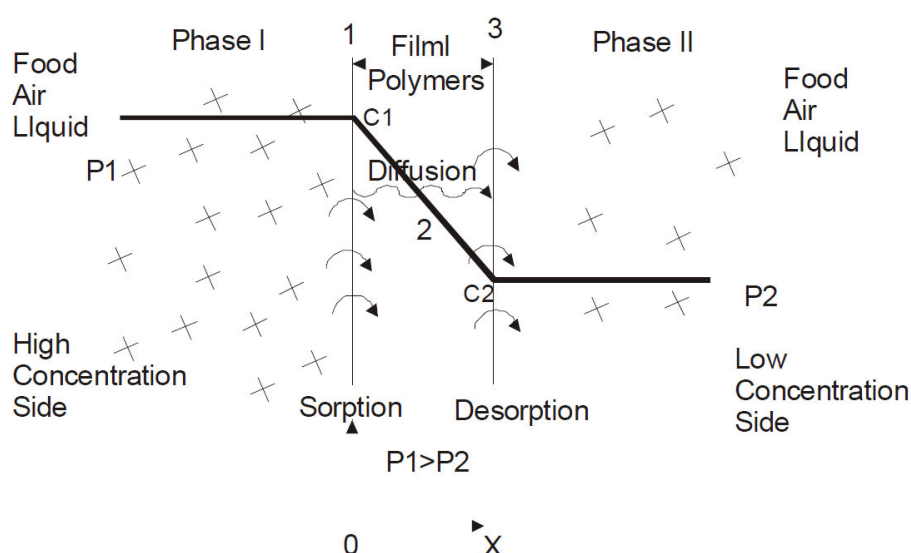 Phase I
1
Filml
Polymers
3
Phase II
Food
Air
LIquid
Food
Air
LIquid
C1
P1
Diffusion
2
C2
P2
High
Concentration
Side
Low
Concentration
Side
Sorption
Desorption
P1>P2
0
X